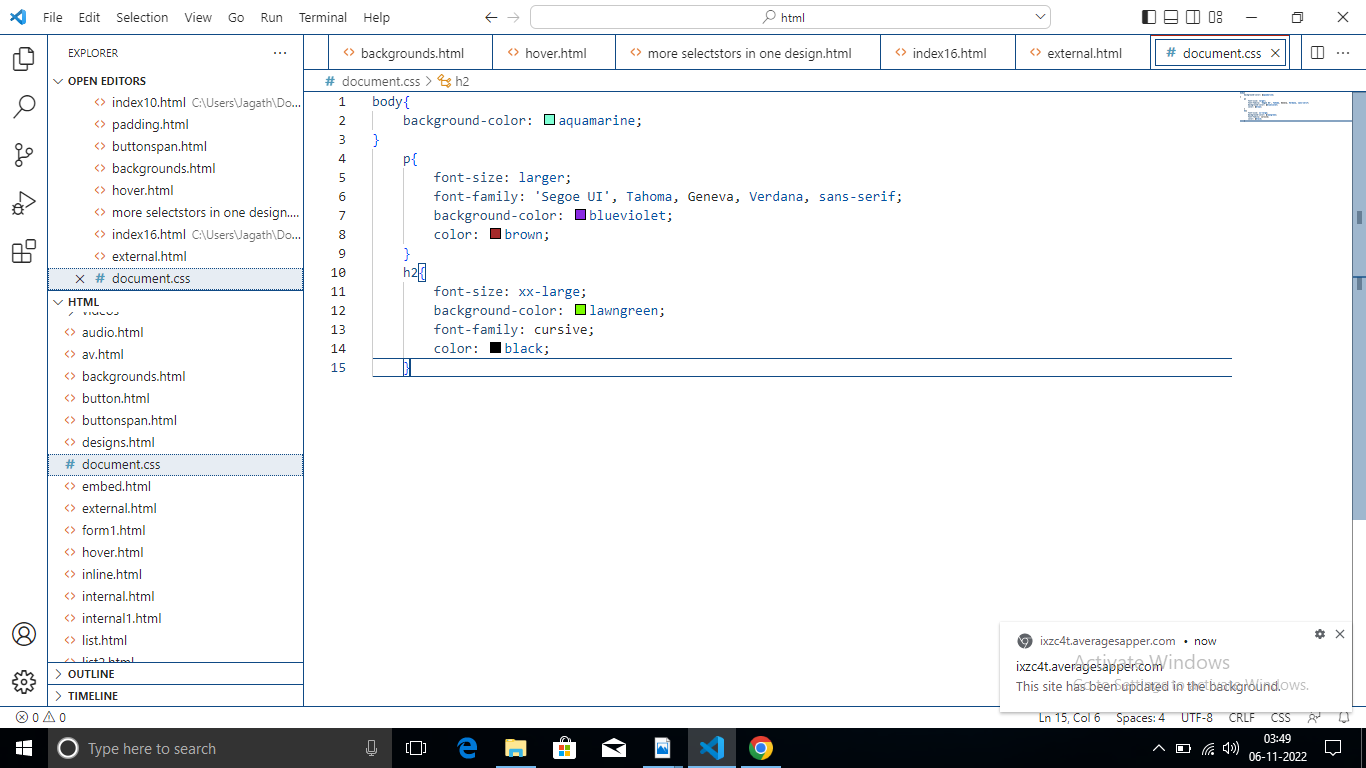 File Edit Selection View Go Run Terminal Help
html
EXPLORER
OPEN EDITORS
index10.html C:\Users\Jagath\Do...
padding.html
buttonspan.html
backgrounds.html
hover.html
more selectstors in one design....
index16.html C:\Users\Jagath\Do...
external.html
document.css
HTML
videos
audio.html
av.html
backgrounds.html
button.html
buttonspan.html
designs.html
document.css
embed.html
external.html
form1.html
hover.html
inline.html
internal.html
internal1.html
list.html
list2.html
OUTLINE
TIMELINE
backgrounds.html hover.html more selectstors in one design.html index16.html external.html document.css
document.css > h2
1 body{
2 background-color: aquamarine;
3 }
4 p{
5 font-size: larger;
6 font-family: 'Segoe UI', Tahoma, Geneva, Verdana, sans-serif;
7 background-color: blueviolet;
8 color: brown;
9 }
10 h2{
11 font-size: xx-large;
12 background-color: lawngreen;
13 font-family: cursive;
14 color: black;
15 }
ixzc4t.averagesapper.com • now
ixzc4t.averagesapper.com
This site has been updated in the background.
Activate Windows
Go to Settings to activate Windows.
0 0
Ln 15, Col 6 Spaces: 4 UTF-8 CRLF CSS
Type here to search
03:49
06-11-2022